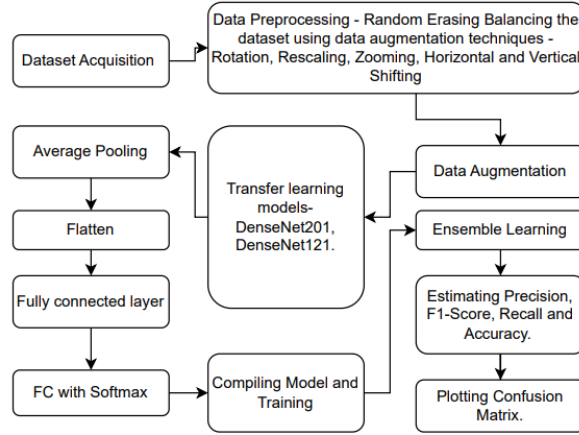 Dataset Acquisition
Data Preprocessing - Random Erasing Balancing the
dataset using data augmentation techniques -
Rotation, Rescaling, Zooming, Horizontal and Vertical
Shifting
Data Augmentation
Transfer learning
models-
DenseNet201,
DenseNet121.
Average Pooling
Flatten
Fully connected layer
FC with Softmax
Compiling Model and
Training
Ensemble Learning
Estimating Precision,
F1-Score, Recall and
Accuracy.
Plotting Confusion
Matrix.